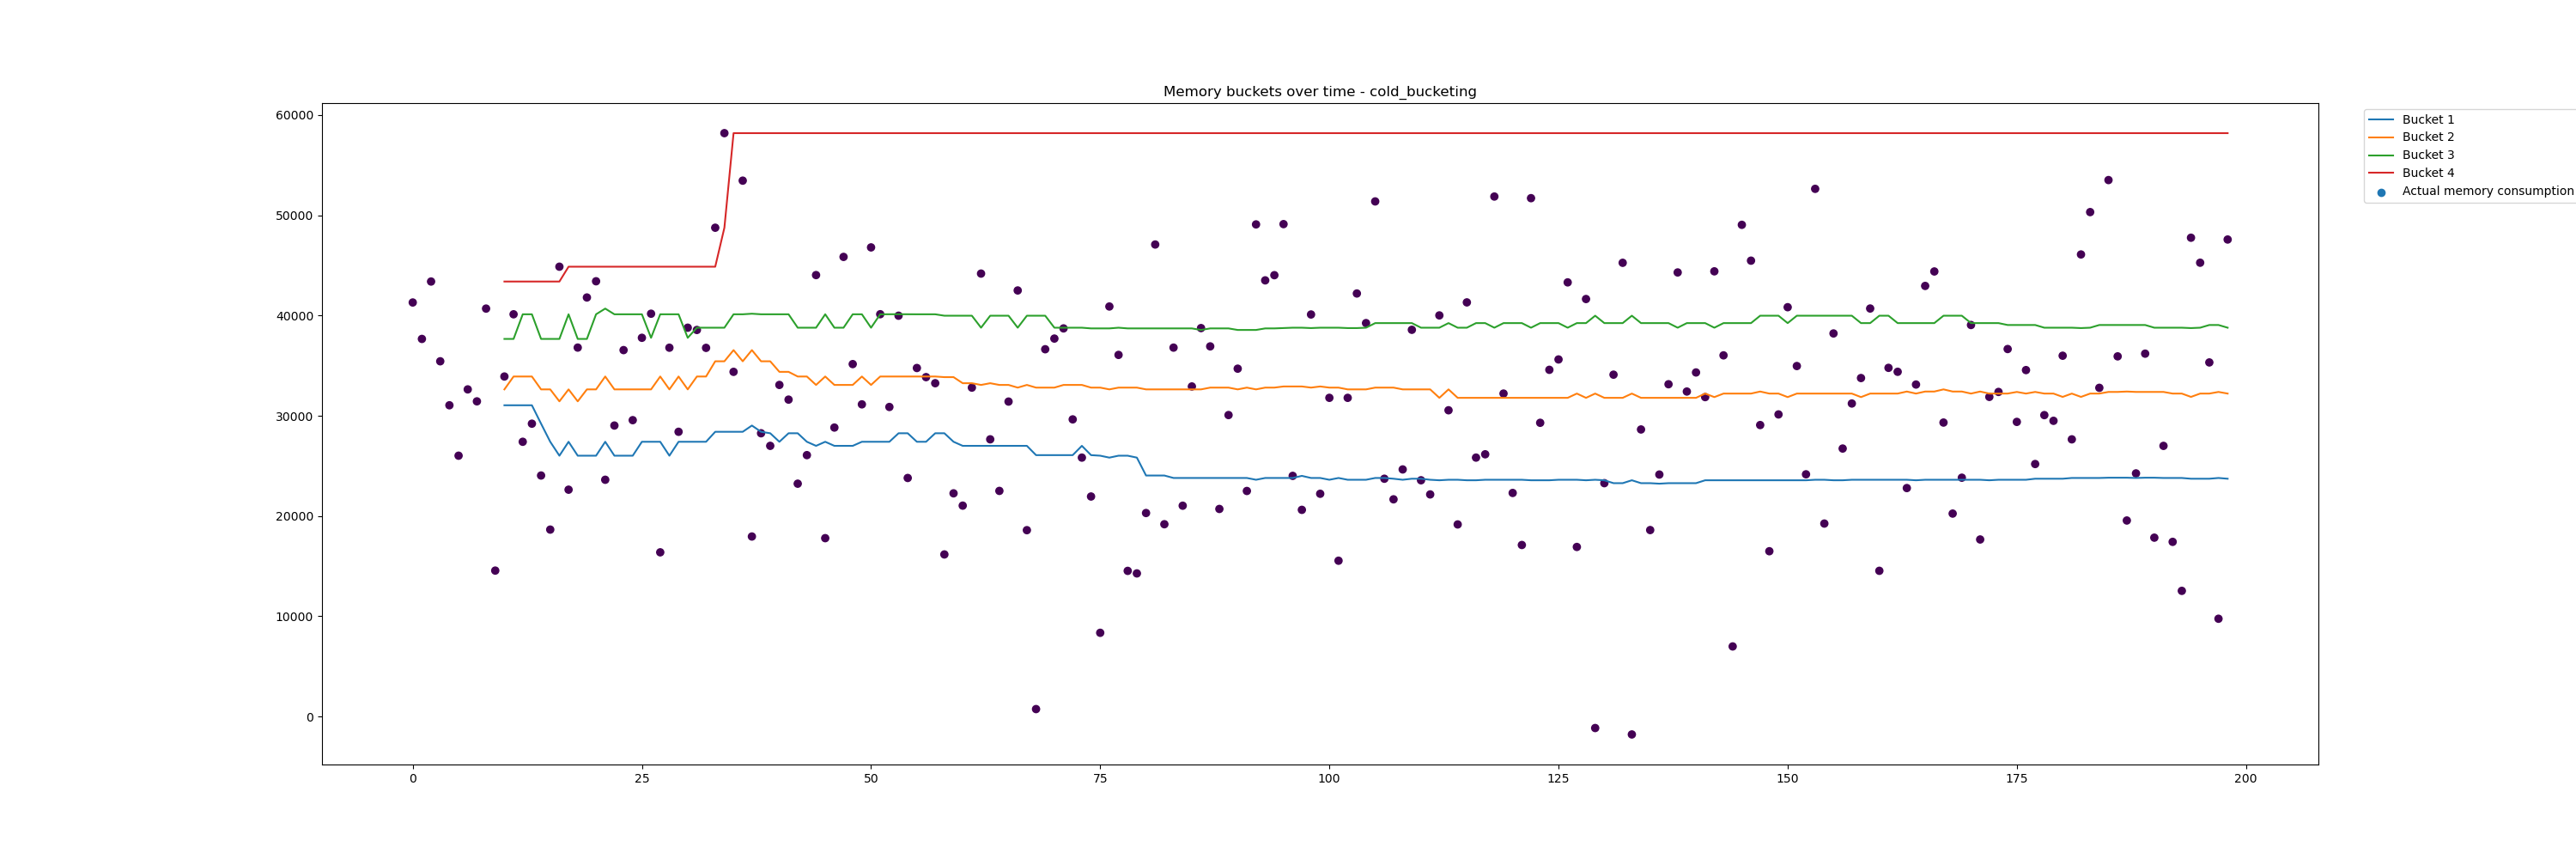 Memory buckets over time - cold_bucketing
60000
50000
40000
30000
20000
10000
0
0 25 50 75 100 125 150 175 200
Bucket 1
Bucket 2
Bucket 3
Bucket 4
Actual memory consumption